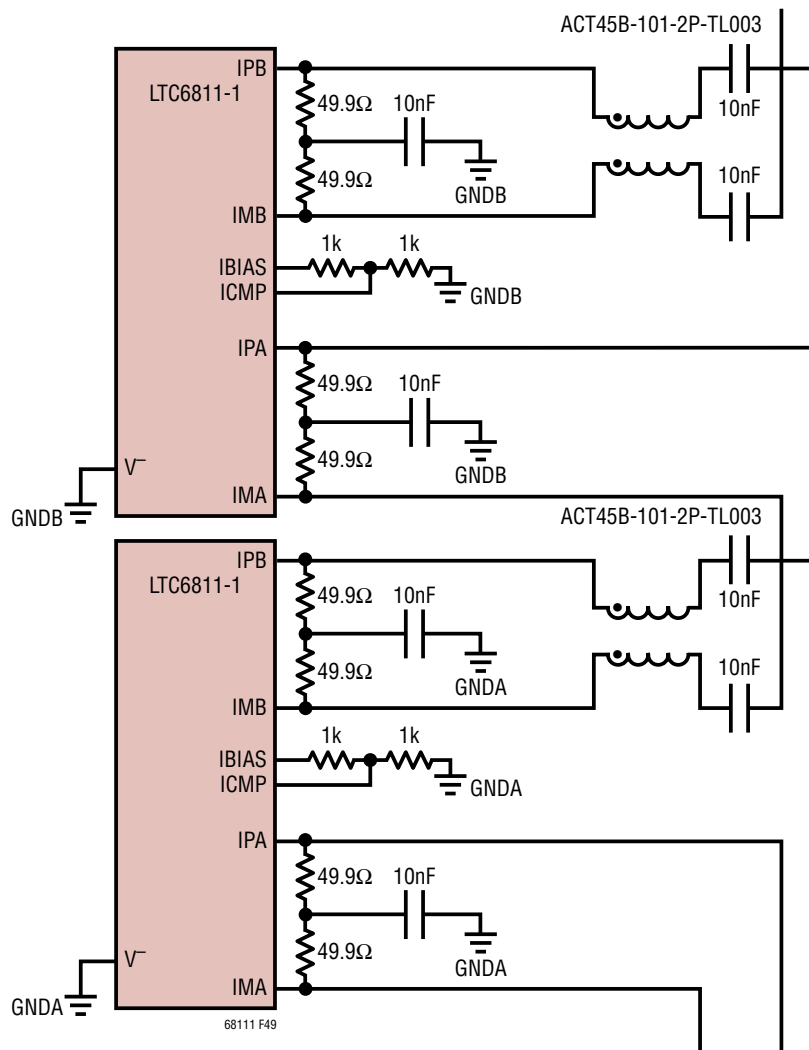 ACT45B-101-2P-TL003
IPB
LTC6811-1
49.9Ω
10nF
10nF
GNDB
49.9Ω
10nF
IMB
1k
1k
IBIAS
ICMP
GNDB
IPA
49.9Ω
10nF
49.9Ω
GNDB
V–
IMA
GNDB
ACT45B-101-2P-TL003
IPB
LTC6811-1
49.9Ω
10nF
10nF
49.9Ω
GNDA
10nF
IMB
1k
1k
IBIAS
ICMP
GNDA
IPA
49.9Ω
10nF
49.9Ω
GNDA
V–
IMA
GNDA
68111 F49